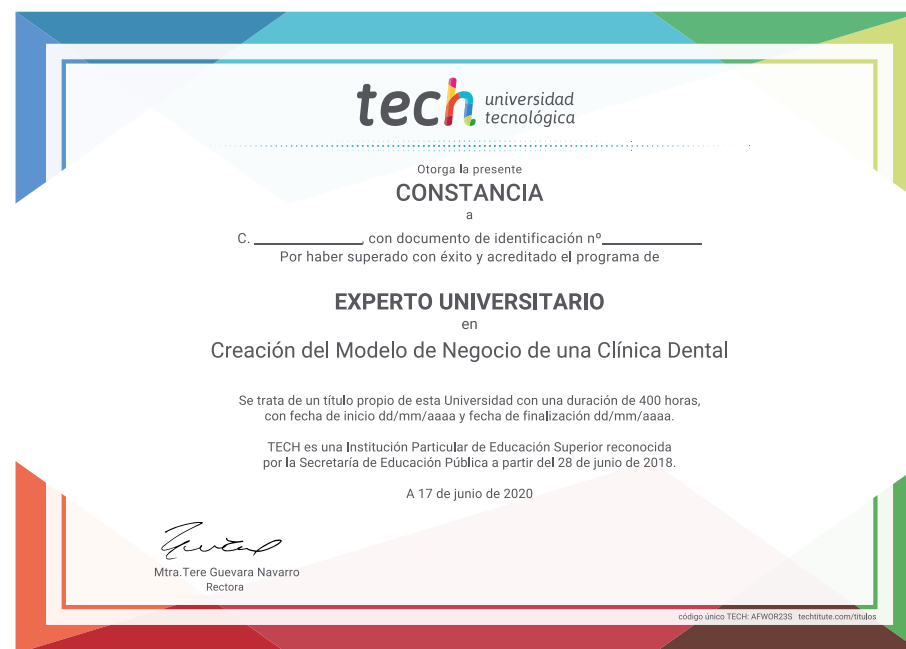 tech universidad
tecnológica
Otorga la presente
CONSTANCIA
a
C. ______________, con documento de identificación nº_____________
Por haber superado con éxito y acreditado el programa de
EXPERTO UNIVERSITARIO
en
Creación del Modelo de Negocio de una Clínica Dental
Se trata de un título propio de esta Universidad con una duración de 400 horas,
con fecha de inicio dd/mm/aaaa y fecha de finalización dd/mm/aaaa.
TECH es una Institución Particular de Educación Superior reconocida
por la Secretaría de Educación Pública a partir del 28 de junio de 2018.
A 17 de junio de 2020
Mtra.Tere Guevara Navarro
Rectora
código único TECH: AFWOR23S techtitute.com/titulos